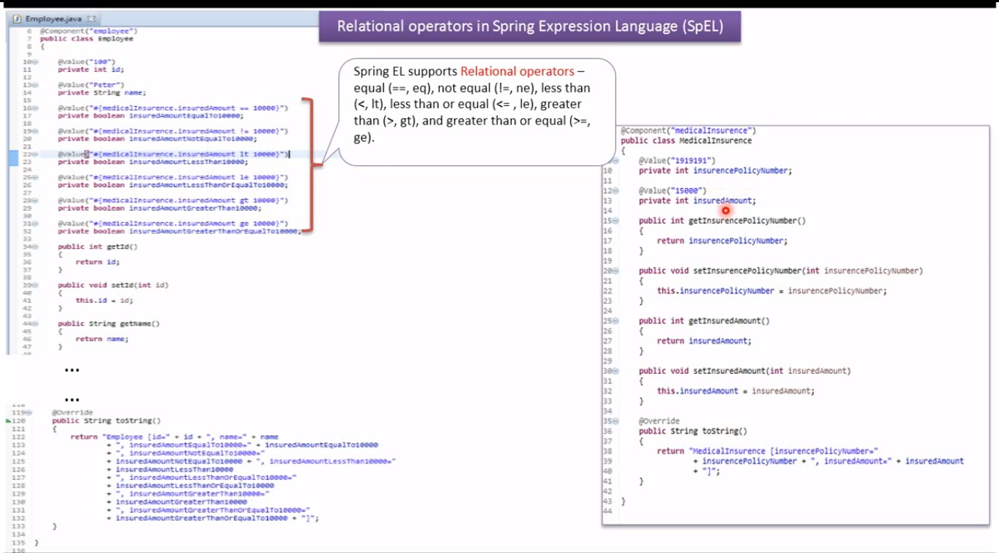 Employee.java
Relational operators in Spring Expression Language (SpEL)
6 @Component("employee")
7 public class Employee
8 {
9
10 @Value("100")
11 private int id;
12
13 @Value("Peter")
14 private String name;
15
16 @Value("#{medicalInsurence.insuredAmount == 10000}")
17 private boolean insuredAmountEqualTo10000;
18
19 @Value("#{medicalInsurence.insuredAmount != 10000}")
20 private boolean insuredAmountNotEqualTo10000;
21
22 @Value("#{medicalInsurence.insuredAmount lt 10000}")
23 private boolean insuredAmountLessThan10000;
24
25 @Value("#{medicalInsurence.insuredAmount le 10000}")
26 private boolean insuredAmountLessThanOrEqualTo10000;
27
28 @Value("#{medicalInsurence.insuredAmount gt 10000}")
29 private boolean insuredAmountGreaterThan10000;
30
31 @Value("#{medicalInsurence.insuredAmount ge 10000}")
32 private boolean insuredAmountGreaterThanOrEqualTo10000;
33
34 public int getId()
35 {
36 return id;
37 }
38
39 public void setId(int id)
40 {
41 this.id = id;
42 }
43
44 public String getName()
45 {
46 return name;
47 }
48
...
...
118
119 @Override
120 public String toString()
121 {
122 return "Employee [id=" + id + ", name=" + name
123 + ", insuredAmountEqualTo10000=" + insuredAmountEqualTo10000
124 + ", insuredAmountNotEqualTo10000="
125 + insuredAmountNotEqualTo10000 + ", insuredAmountLessThan10000="
126 + insuredAmountLessThan10000
127 + ", insuredAmountLessThanOrEqualTo10000="
128 + insuredAmountLessThanOrEqualTo10000
129 + ", insuredAmountGreaterThan10000="
130 + insuredAmountGreaterThan10000
131 + ", insuredAmountGreaterThanOrEqualTo10000="
132 + insuredAmountGreaterThanOrEqualTo10000 + "]";
133 }
134
135 }
136
Spring EL supports Relational operators –
equal (==, eq), not equal (!=, ne), less than
(<, lt), less than or equal (<= , le), greater
than (>, gt), and greater than or equal (>=,
ge).
@Component("medicalInsurence")
public class MedicalInsurence
{
@Value("1919191")
10 private int insurencePolicyNumber;
11
12 @Value("15000")
13 private int insuredAmount;
14
15 public int getInsurencePolicyNumber()
16 {
17 return insurencePolicyNumber;
18 }
19
20 public void setInsurencePolicyNumber(int insurencePolicyNumber)
21 {
22 this.insurencePolicyNumber = insurencePolicyNumber;
23 }
24
25 public int getInsuredAmount()
26 {
27 return insuredAmount;
28 }
29
30 public void setInsuredAmount(int insuredAmount)
31 {
32 this.insuredAmount = insuredAmount;
33 }
34
35 @Override
36 public String toString()
37 {
38 return "MedicalInsurence [insurencePolicyNumber="
39 + insurencePolicyNumber + ", insuredAmount=" + insuredAmount
40 + "]";
41 }
42
43 }
44